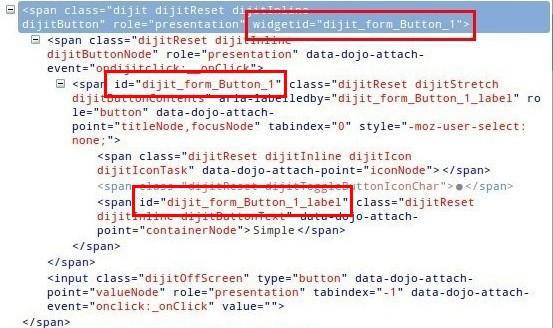 <span class="dijit dijitReset dijitInline
dijitButton" role="presentation" widgetid="dijit_form_Button_1">
<span class="dijitReset dijitInline
dijitButtonNode" role="presentation" data-dojo-attach-
event="ondijitclick:__onClick">
<span id="dijit_form_Button_1" class="dijitReset dijitStretch
dijitButtonContents" aria-labelledby="dijit_form_Button_1_label" ro
le="button" data-dojo-attach-
point="titleNode,focusNode" tabindex="0" style="-moz-user-select:
none;">
<span class="dijitReset dijitInline dijitIcon
dijitIconTask" data-dojo-attach-point="iconNode"></span>
<span class="dijitReset dijitToggleButtonIconChar">●</span>
<span id="dijit_form_Button_1_label" class="dijitReset
dijitInline dijitButtonText" data-dojo-attach-
point="containerNode">Simple</span>
</span>
</span>
<input class="dijitOffScreen" type="button" data-dojo-attach-
point="valueNode" role="presentation" tabindex="-1" data-dojo-attach-
event="onclick:_onClick" value="">
</span>